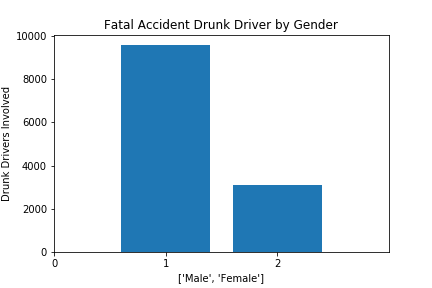 Fatal Accident Drunk Driver by Gender
Drunk Drivers Involved
10000
8000
6000
4000
2000
0
0 1 2
['Male', 'Female']